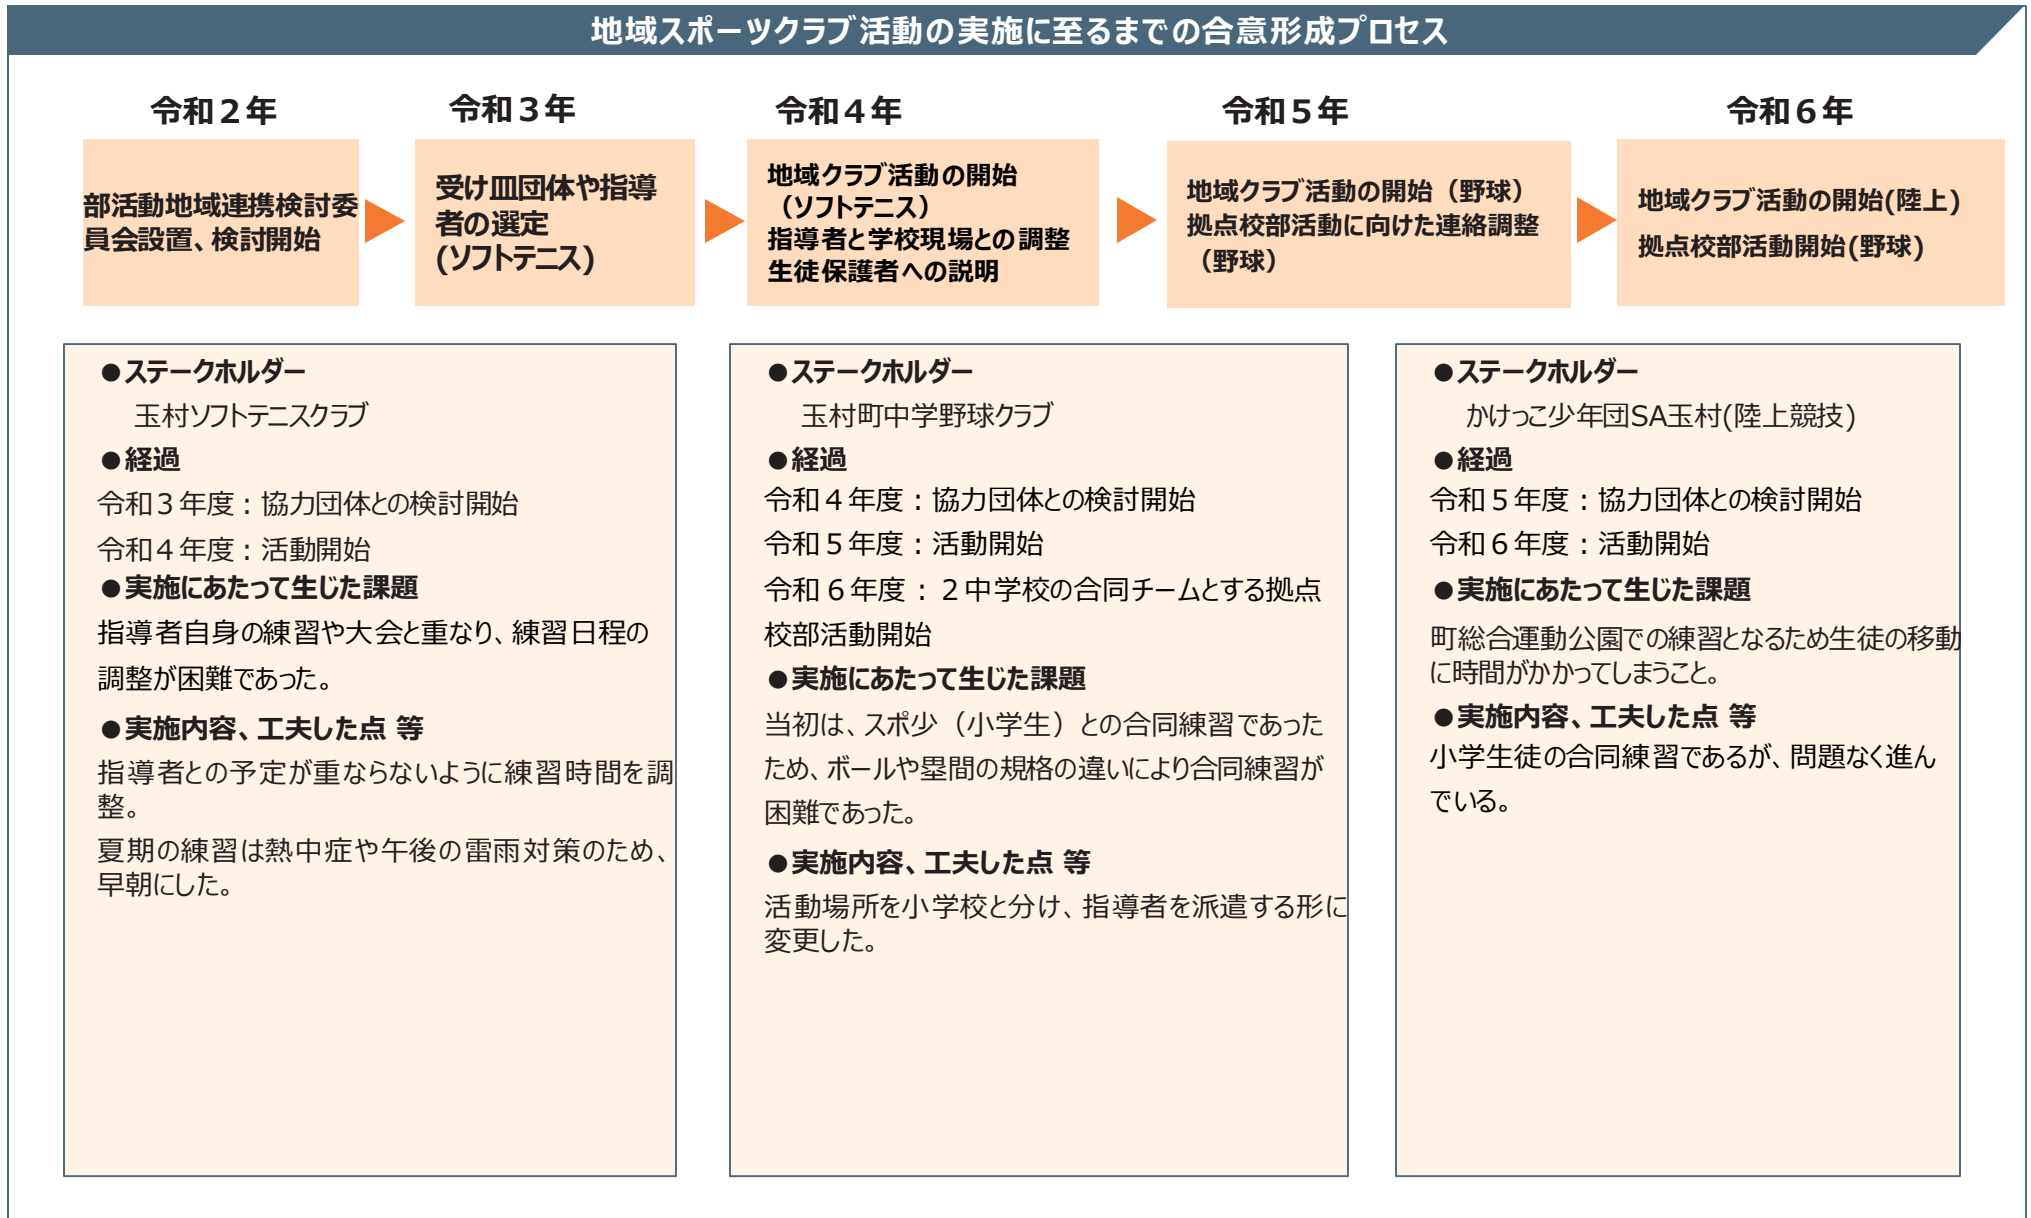 地域スポーツクラブ活動の実施に至るまでの合意形成プロセス
令和２年
部活動地域連携検討委
員会設置、検討開始
令和３年
受け皿団体や指導
者の選定
(ソフトテニス)
令和４年
地域クラブ活動の開始
（ソフトテニス）
指導者と学校現場との調整
生徒保護者への説明
令和５年
地域クラブ活動の開始（野球）
拠点校部活動に向けた連絡調整
（野球）
令和６年
地域クラブ活動の開始(陸上)
拠点校部活動開始(野球)
●ステークホルダー
玉村ソフトテニスクラブ
●経過
令和３年度：協力団体との検討開始
令和４年度：活動開始
●実施にあたって生じた課題
指導者自身の練習や大会と重なり、練習日程の
調整が困難であった。
●実施内容、工夫した点 等
指導者との予定が重ならないように練習時間を調
整。
夏期の練習は熱中症や午後の雷雨対策のため、
早朝にした。
●ステークホルダー
玉村町中学野球クラブ
●経過
令和４年度：協力団体との検討開始
令和５年度：活動開始
令和６年度：２中学校の合同チームとする拠点
校部活動開始
●実施にあたって生じた課題
当初は、スポ少（小学生）との合同練習であった
ため、ボールや塁間の規格の違いにより合同練習が
困難であった。
●実施内容、工夫した点 等
活動場所を小学校と分け、指導者を派遣する形に
変更した。
●ステークホルダー
かけっこ少年団SA玉村(陸上競技)
●経過
令和５年度：協力団体との検討開始
令和６年度：活動開始
●実施にあたって生じた課題
町総合運動公園での練習となるため生徒の移動
に時間がかかってしまうこと。
●実施内容、工夫した点 等
小学生徒の合同練習であるが、問題なく進ん
でいる。